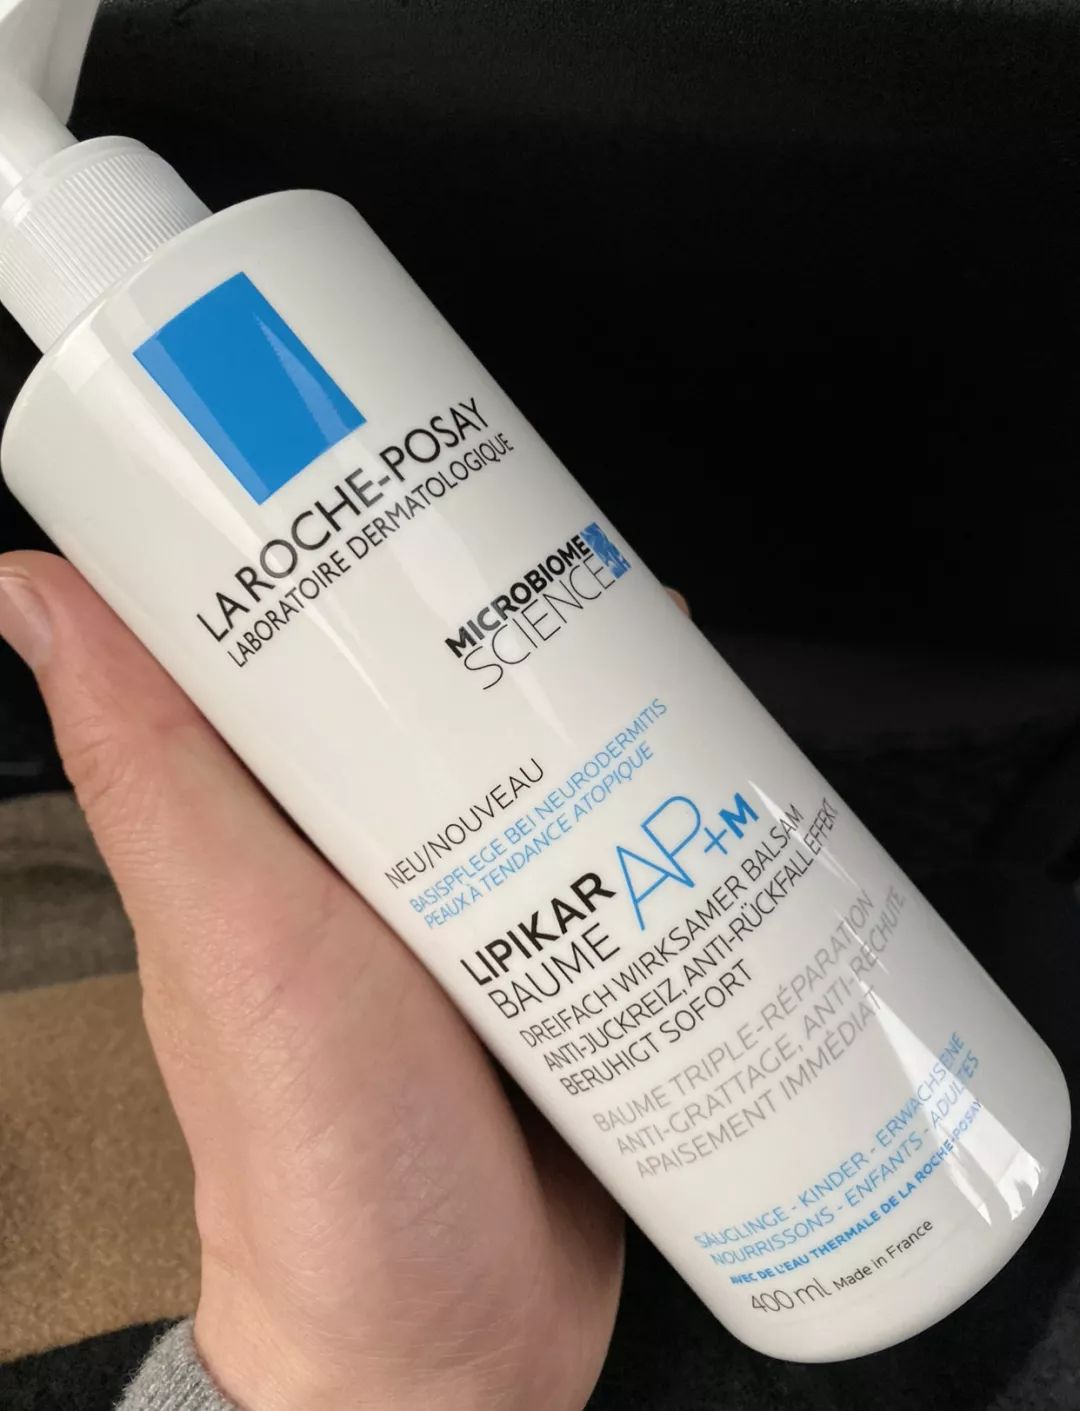 LA ROCHE-POSAY
LABORATOIRE DERMATOLOGIQUE
MICROBIOME
SCIENCE
NEU/NOUVEAU
BASISPFLEGE BEI NEURODERMITIS
PEAUX À TENDANCE ATOPIQUE
LIPIKAR AP+M
BAUME
DREIFACH WIRKSAMER BALSAM
ANTI-JUCKREIZ, ANTI-RÜCKFALLEFFEKT
BERUHIGT SOFORT
BAUME TRIPLE-RÉPARATION
ANTI-GRATTAGE, ANTI-RECHUTE
APAISEMENT IMMÉDIAT
SÄUGLINGE - KINDER - ERWACHSENE
NOURRISSONS - ENFANTS - ADULTES
AVEC DE L'EAU THERMALE DE LA ROCHE-POSAY
400 ml Made in France